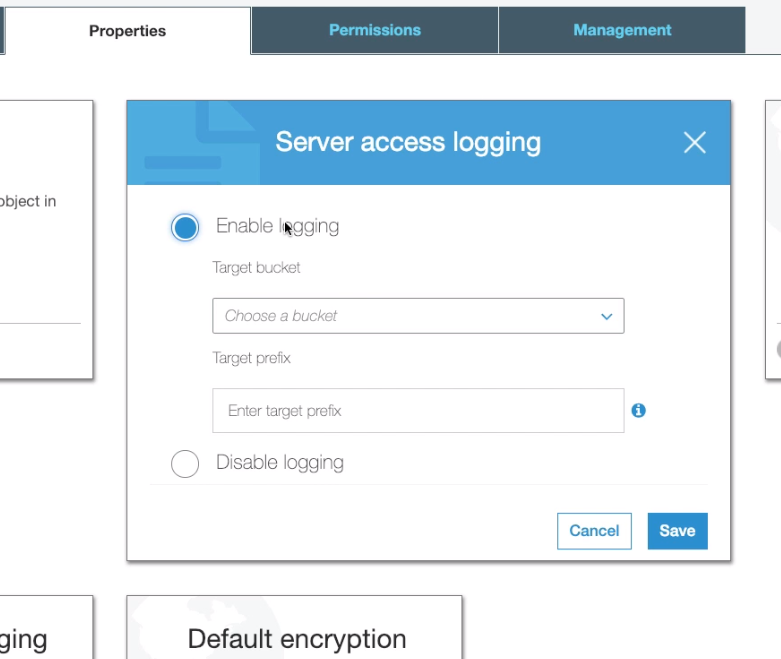 Properties
Permissions
Management
object in
Server access logging
Enable logging
Target bucket
Choose a bucket
Target prefix
Enter target prefix
Disable logging
Cancel
Save
ging
Default encryption